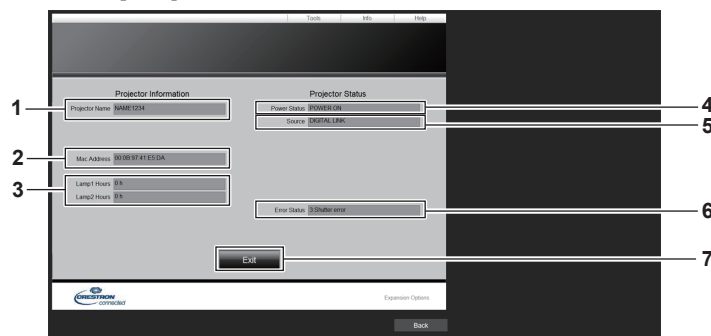 Tools Info Help
Projector Information Projector Status
1 Projector Name NAME1234 Power Status POWER ON 4
Source DIGITAL LINK 5
2 Mac Address 00:0B:97:41:E5:DA
3 Lamp1 Hours 0 h
Lamp2 Hours 0 h
Error Status 3:Shutter error 6
Exit 7
CRESTRON connected Expansion Options
Back